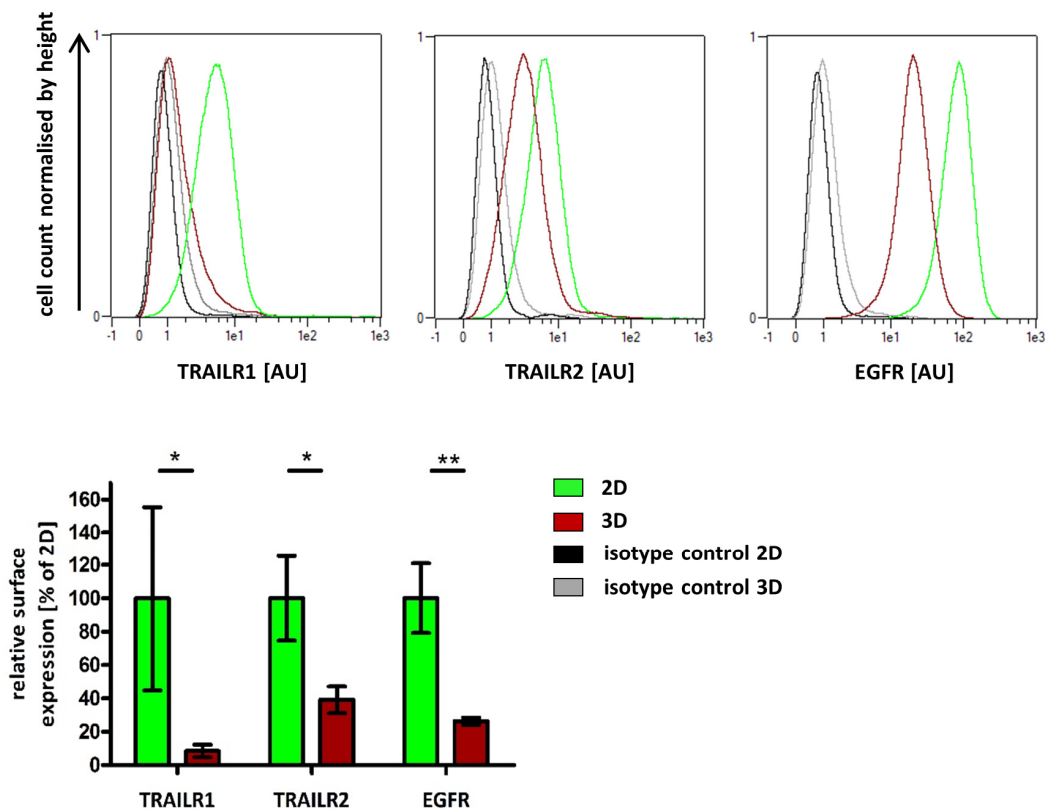 cell count normalised by height
1
0
-1 0 1 1e1 1e2 1e3
TRAILR1 [AU]
1
0
-1 0 1 1e1 1e2 1e3
TRAILR2 [AU]
1
0
-1 0 1 1e1 1e2 1e3
EGFR [AU]
relative surface
expression [% of 2D]
160
140
120
100
80
60
40
20
0
* * **
TRAILR1 TRAILR2 EGFR
2D
3D
isotype control 2D
isotype control 3D